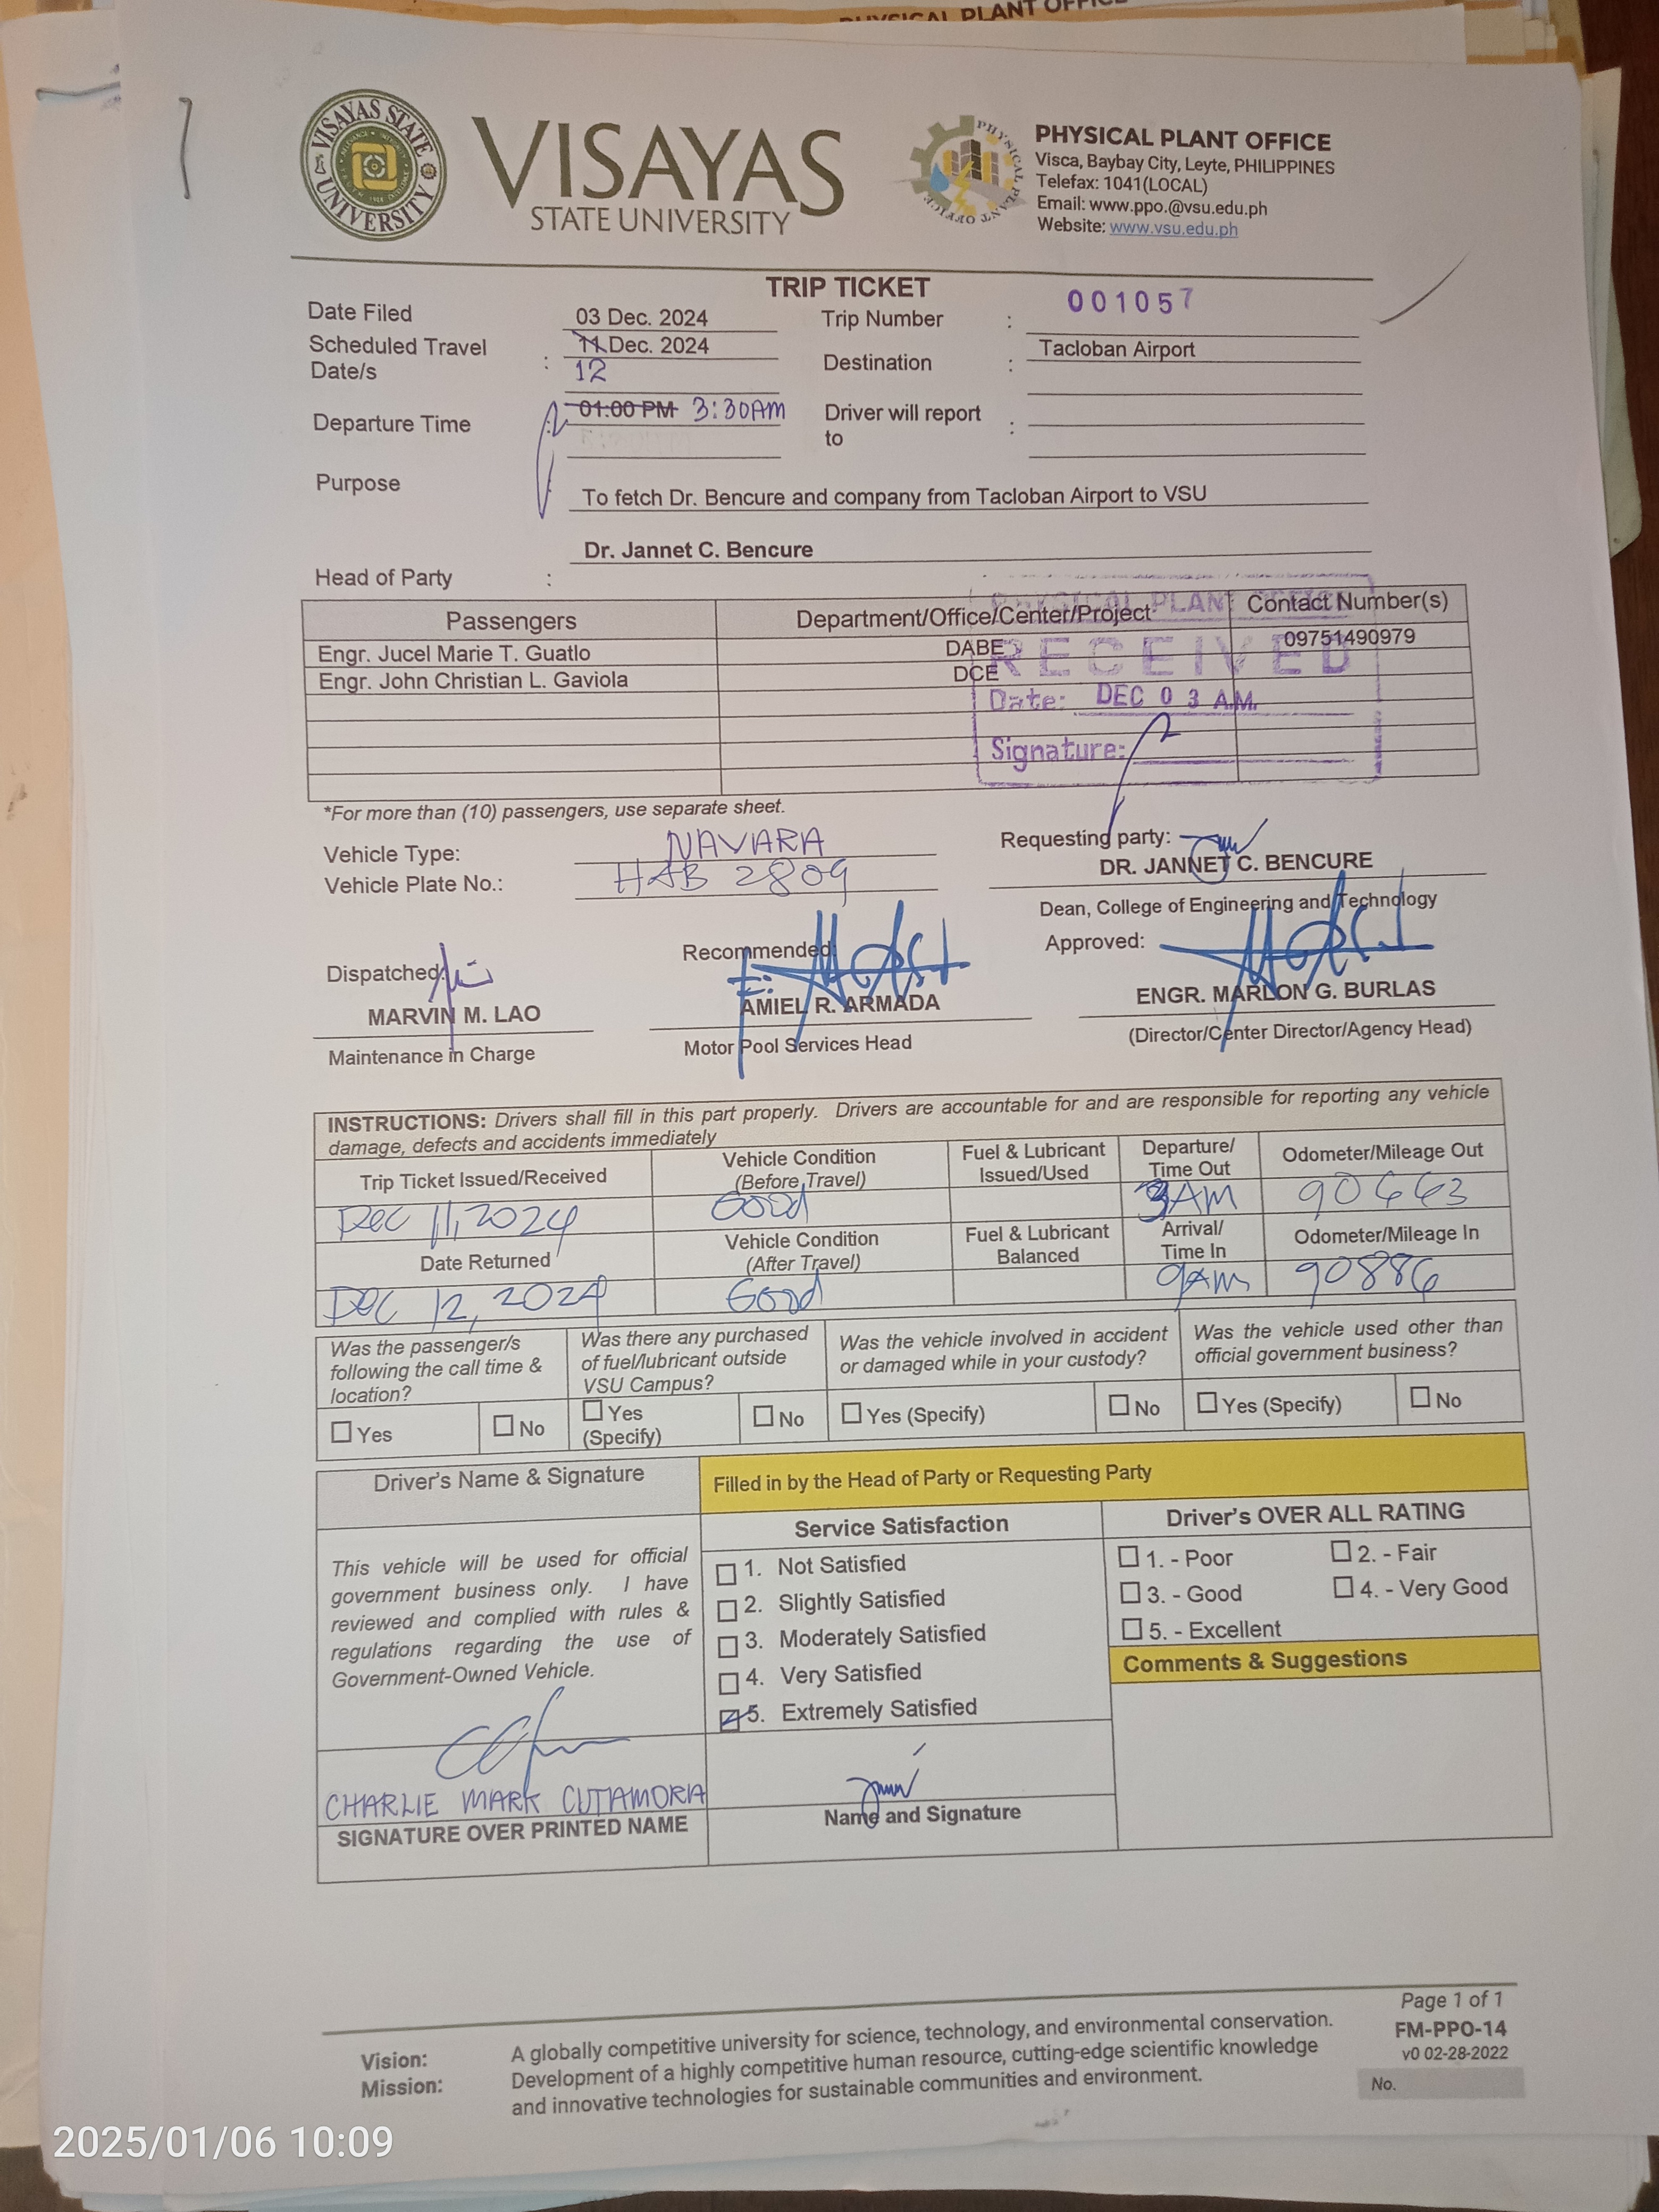 PHYSICAL PLANT OFFICE
VISAYAS STATE UNIVERSITY
VISAYAS
STATE UNIVERSITY
PHYSICAL PLANT OFFICE
PHYSICAL PLANT OFFICE
Visca, Baybay City, Leyte, PHILIPPINES
Telefax: 1041(LOCAL)
Email: www.ppo.@vsu.edu.ph
Website: www.vsu.edu.ph
TRIP TICKET
Date Filed 03 Dec. 2024 Trip Number : 001057
Scheduled Travel Date/s : 11 Dec. 2024 12 Destination : Tacloban Airport
Departure Time : 01:00 PM 3:30AM Driver will report to :
Purpose To fetch Dr. Bencure and company from Tacloban Airport to VSU
Head of Party : Dr. Jannet C. Bencure
Passengers Department/Office/Center/Project Contact Number(s)
Engr. Jucel Marie T. Guatlo DABE 09751490979
Engr. John Christian L. Gaviola DCE
PHYSICAL PLANT OFFICE
RECEIVED
Date: DEC 03 A.M.
Signature:
*For more than (10) passengers, use separate sheet.
Vehicle Type: NAVARA
Vehicle Plate No.: HAB 2809
Requesting party:
DR. JANNET C. BENCURE
Dean, College of Engineering and Technology
Dispatched: Recommended: Approved:
MARVIN M. LAO AMIEL R. ARMADA ENGR. MARLON G. BURLAS
Maintenance in Charge Motor Pool Services Head (Director/Center Director/Agency Head)
INSTRUCTIONS: Drivers shall fill in this part properly. Drivers are accountable for and are responsible for reporting any vehicle
damage, defects and accidents immediately
Trip Ticket Issued/Received Vehicle Condition (Before Travel) Fuel & Lubricant Issued/Used Departure/ Time Out Odometer/Mileage Out
Dec 11, 2024 Good 3AM 90663
Date Returned Vehicle Condition (After Travel) Fuel & Lubricant Balanced Arrival/ Time In Odometer/Mileage In
DEC 12, 2024 Good 9AM 90886
Was the passenger/s following the call time & location? Was there any purchased of fuel/lubricant outside VSU Campus? Was the vehicle involved in accident or damaged while in your custody? Was the vehicle used other than official government business?
Yes No Yes (Specify) No Yes (Specify) No Yes (Specify) No
Driver's Name & Signature Filled in by the Head of Party or Requesting Party
Service Satisfaction Driver's OVER ALL RATING
This vehicle will be used for official
government business only. I have
reviewed and complied with rules &
regulations regarding the use of
Government-Owned Vehicle.
1. Not Satisfied
2. Slightly Satisfied
3. Moderately Satisfied
4. Very Satisfied
5. Extremely Satisfied
1. - Poor 2. - Fair
3. - Good 4. - Very Good
5. - Excellent
Comments & Suggestions
CHARLIE MARK CUTAMORA
SIGNATURE OVER PRINTED NAME Name and Signature
Page 1 of 1
FM-PPO-14
v0 02-28-2022
No.
Vision: A globally competitive university for science, technology, and environmental conservation.
Mission: Development of a highly competitive human resource, cutting-edge scientific knowledge
and innovative technologies for sustainable communities and environment.
2025/01/06 10:09